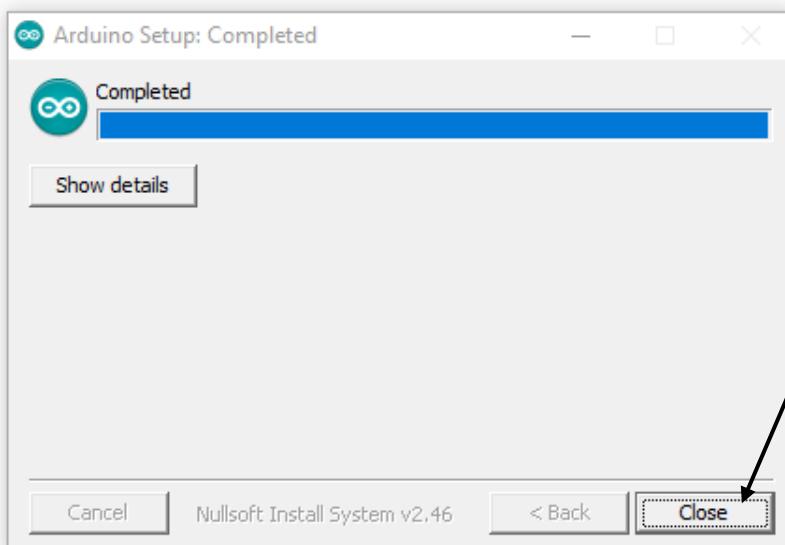 Arduino Setup: Completed
Completed
Show details
Cancel
Nullsoft Install System v2.46
< Back
Close